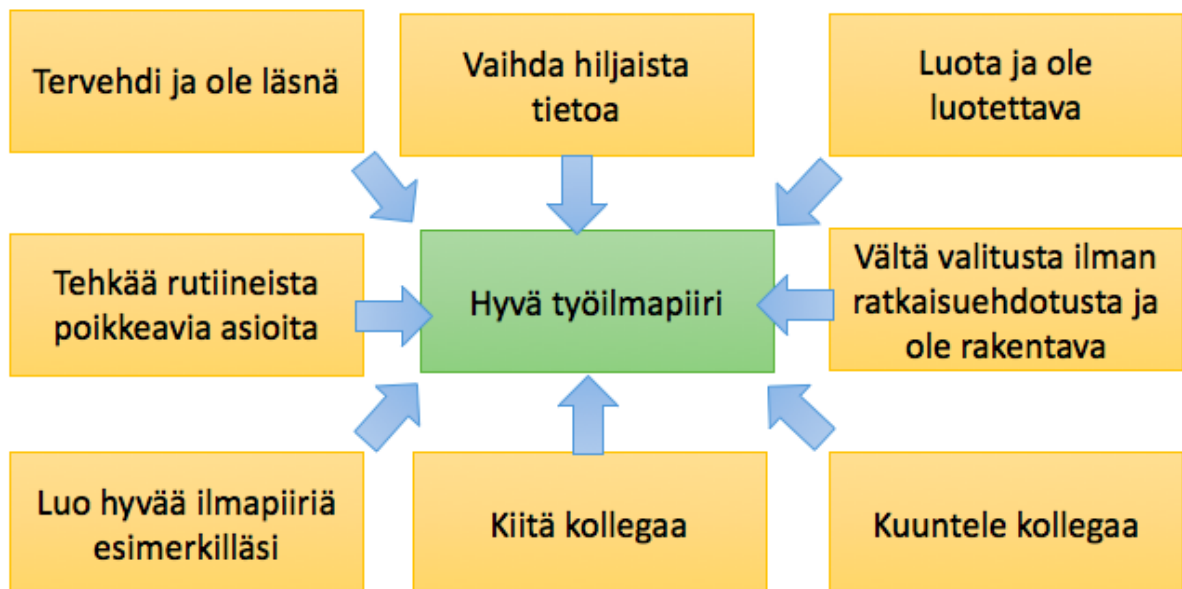 Tervehdi ja ole läsnä
Vaihda hiljaista
tietoa
Luota ja ole
luotettava
Tehkää rutiineista
poikkeavia asioita
Hyvä työilmapiiri
Vältä valitusta ilman
ratkaisuehdotusta ja
ole rakentava
Luo hyvää ilmapiiriä
esimerkilläsi
Kiitä kollegaa
Kuuntele kollegaa